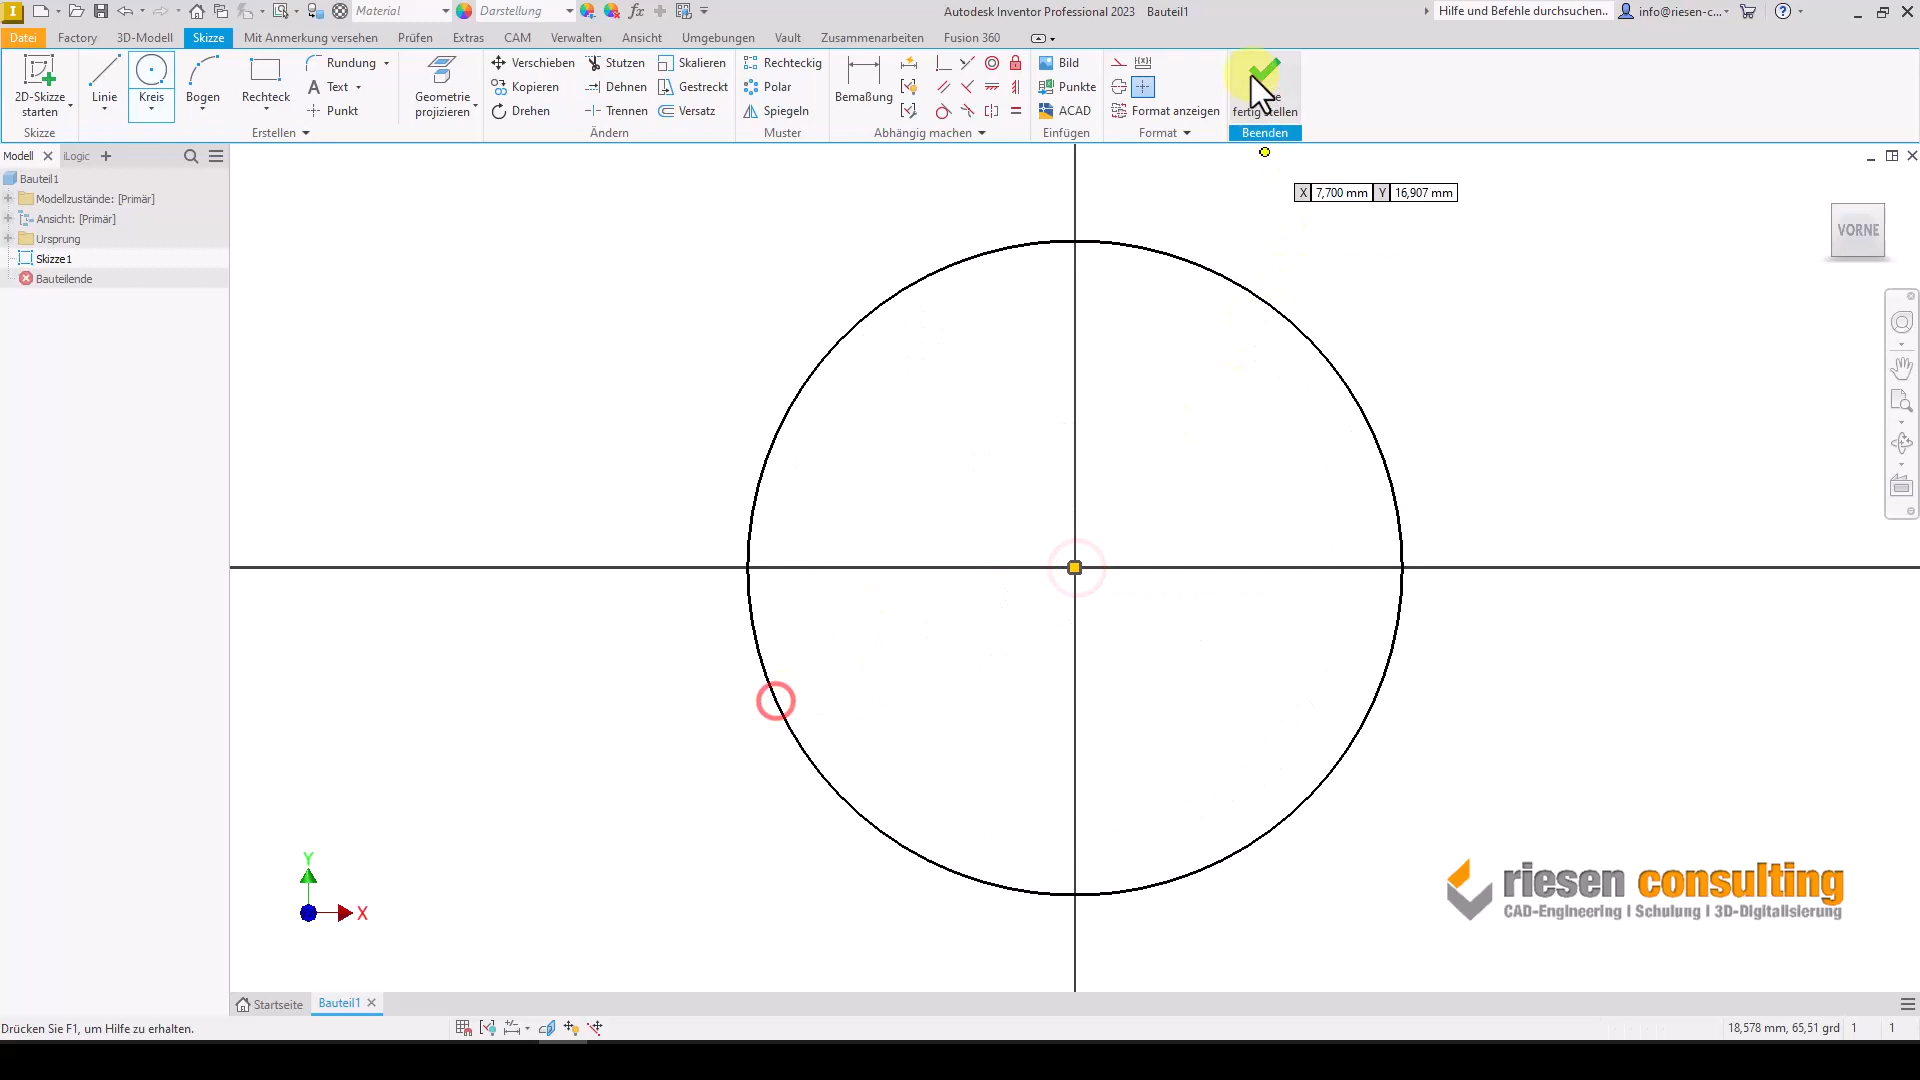 Material
Darstellung
Autodesk Inventor Professional 2023 Bauteil1
Hilfe und Befehle durchsuchen...
info@riesen-c...
Datei Factory 3D-Modell Skizze Mit Anmerkung versehen Prüfen Extras CAM Verwalten Ansicht Umgebungen Vault Zusammenarbeiten Fusion 360
2D-Skizze starten
Linie
Kreis
Bogen
Rechteck
Rundung
Text
Punkt
Geometrie projizieren
Verschieben
Kopieren
Drehen
Stutzen
Dehnen
Trennen
Skalieren
Gestreckt
Versatz
Rechteckig
Polar
Spiegeln
Bemaßung
Bild
Punkte
ACAD
Format anzeigen
fertig stellen
Skizze Erstellen Ändern Muster Abhängig machen Einfügen Format Beenden
Modell iLogic
Bauteil1
Modellzustände: [Primär]
Ansicht: [Primär]
Ursprung
Skizze1
Bauteilende
X 7,700 mm Y 16,907 mm
VORNE
Y
X
riesen consulting
CAD-Engineering | Schulung | 3D-Digitalisierung
Startseite Bauteil1
Drücken Sie F1, um Hilfe zu erhalten.
18,578 mm, 65,51 grd 1 1